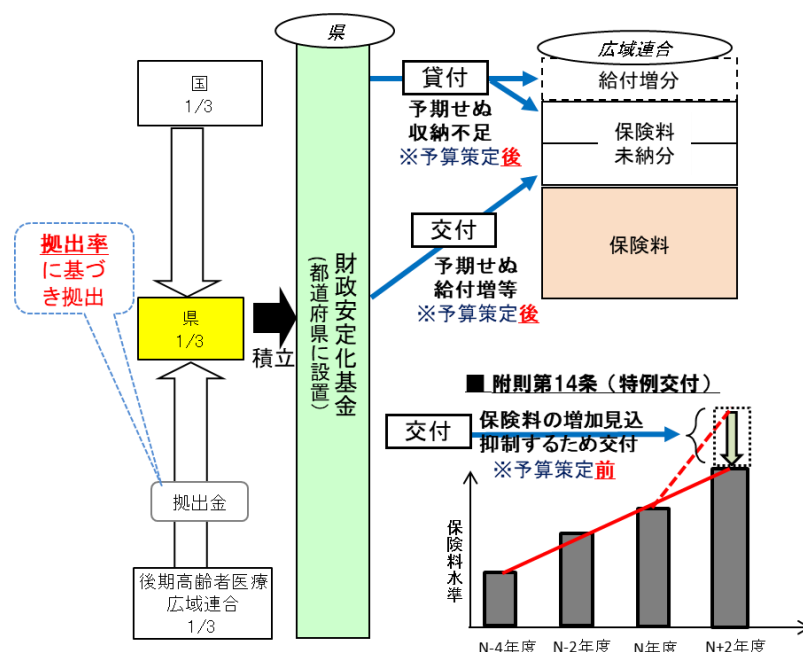 県
広域連合
国
1/3
貸付
給付増分
予期せぬ
収納不足
※予算策定後
保険料
未納分
拠出率
に基づ
き拠出
交付
保険料
予期せぬ
給付増等
※予算策定後
県
1/3
積立
財政安定化基金
(都道府県に設置)
■ 附則第14条（特例交付）
交付
保険料の増加見込
抑制するため交付
※予算策定前
拠出金
保険料水準
後期高齢者医療
広域連合
1/3
N-4年度
N-2年度
N年度
N+2年度